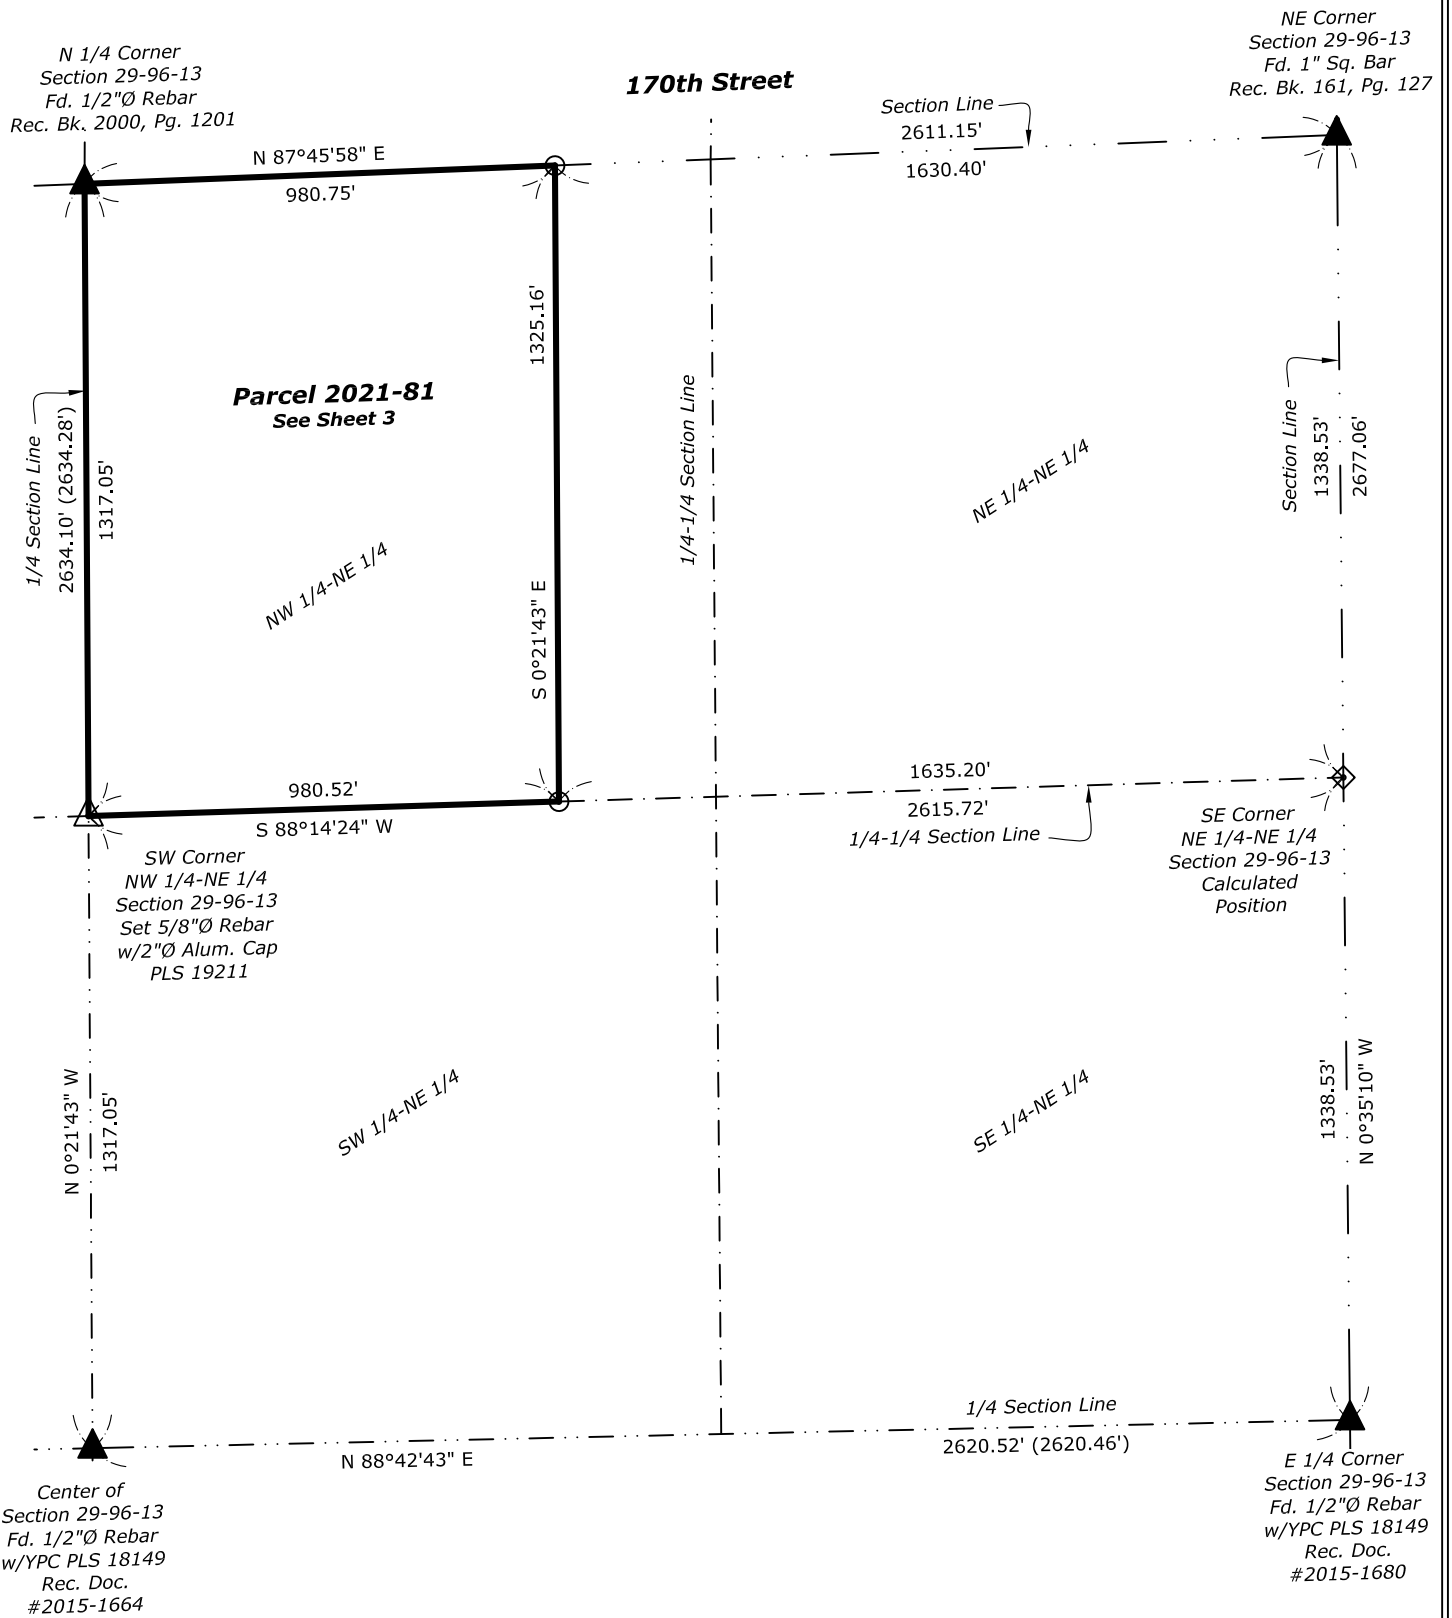 N 1/4 Corner
Section 29-96-13
Fd. 1/2"Ø Rebar
Rec. Bk. 2000, Pg. 1201
170th Street
NE Corner
Section 29-96-13
Fd. 1" Sq. Bar
Rec. Bk. 161, Pg. 127
Section Line
2611.15'
1630.40'
N 87°45'58" E
980.75'
1325.16'
S 0°21'43" E
Parcel 2021-81
See Sheet 3
1/4 Section Line
2634.10' (2634.28')
1317.05'
NW 1/4-NE 1/4
1/4-1/4 Section Line
NE 1/4-NE 1/4
Section Line
1338.53'
2677.06'
980.52'
S 88°14'24" W
1635.20'
2615.72'
1/4-1/4 Section Line
SW Corner
NW 1/4-NE 1/4
Section 29-96-13
Set 5/8"Ø Rebar
w/2"Ø Alum. Cap
PLS 19211
SE Corner
NE 1/4-NE 1/4
Section 29-96-13
Calculated
Position
N 0°21'43" W
1317.05'
SW 1/4-NE 1/4
SE 1/4-NE 1/4
1338.53'
N 0°35'10" W
N 88°42'43" E
1/4 Section Line
2620.52' (2620.46')
Center of
Section 29-96-13
Fd. 1/2"Ø Rebar
w/YPC PLS 18149
Rec. Doc.
#2015-1664
E 1/4 Corner
Section 29-96-13
Fd. 1/2"Ø Rebar
w/YPC PLS 18149
Rec. Doc.
#2015-1680